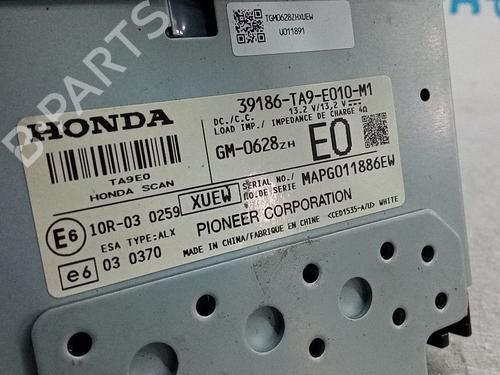 TGM0628ZHXUEW
U011891
B-PARTS
HONDA
TA9E0
HONDA SCAN
39186-TA9-E010-M1
DC./C.C. 13.2 V/13,2 V
LOAD IMP./ IMPEDANCE DE CHARGE 4Ω
GM-0628ZH E0
E6 10R-03 0259 XUEW
SERIAL NO./ NO.DE SERIE MAPG011886EW
ESA TYPE:ALX
PIONEER CORPORATION
e6 03 0370
MADE IN CHINA/FABRIQUE EN CHINE <CED1535-A/U> WHITE